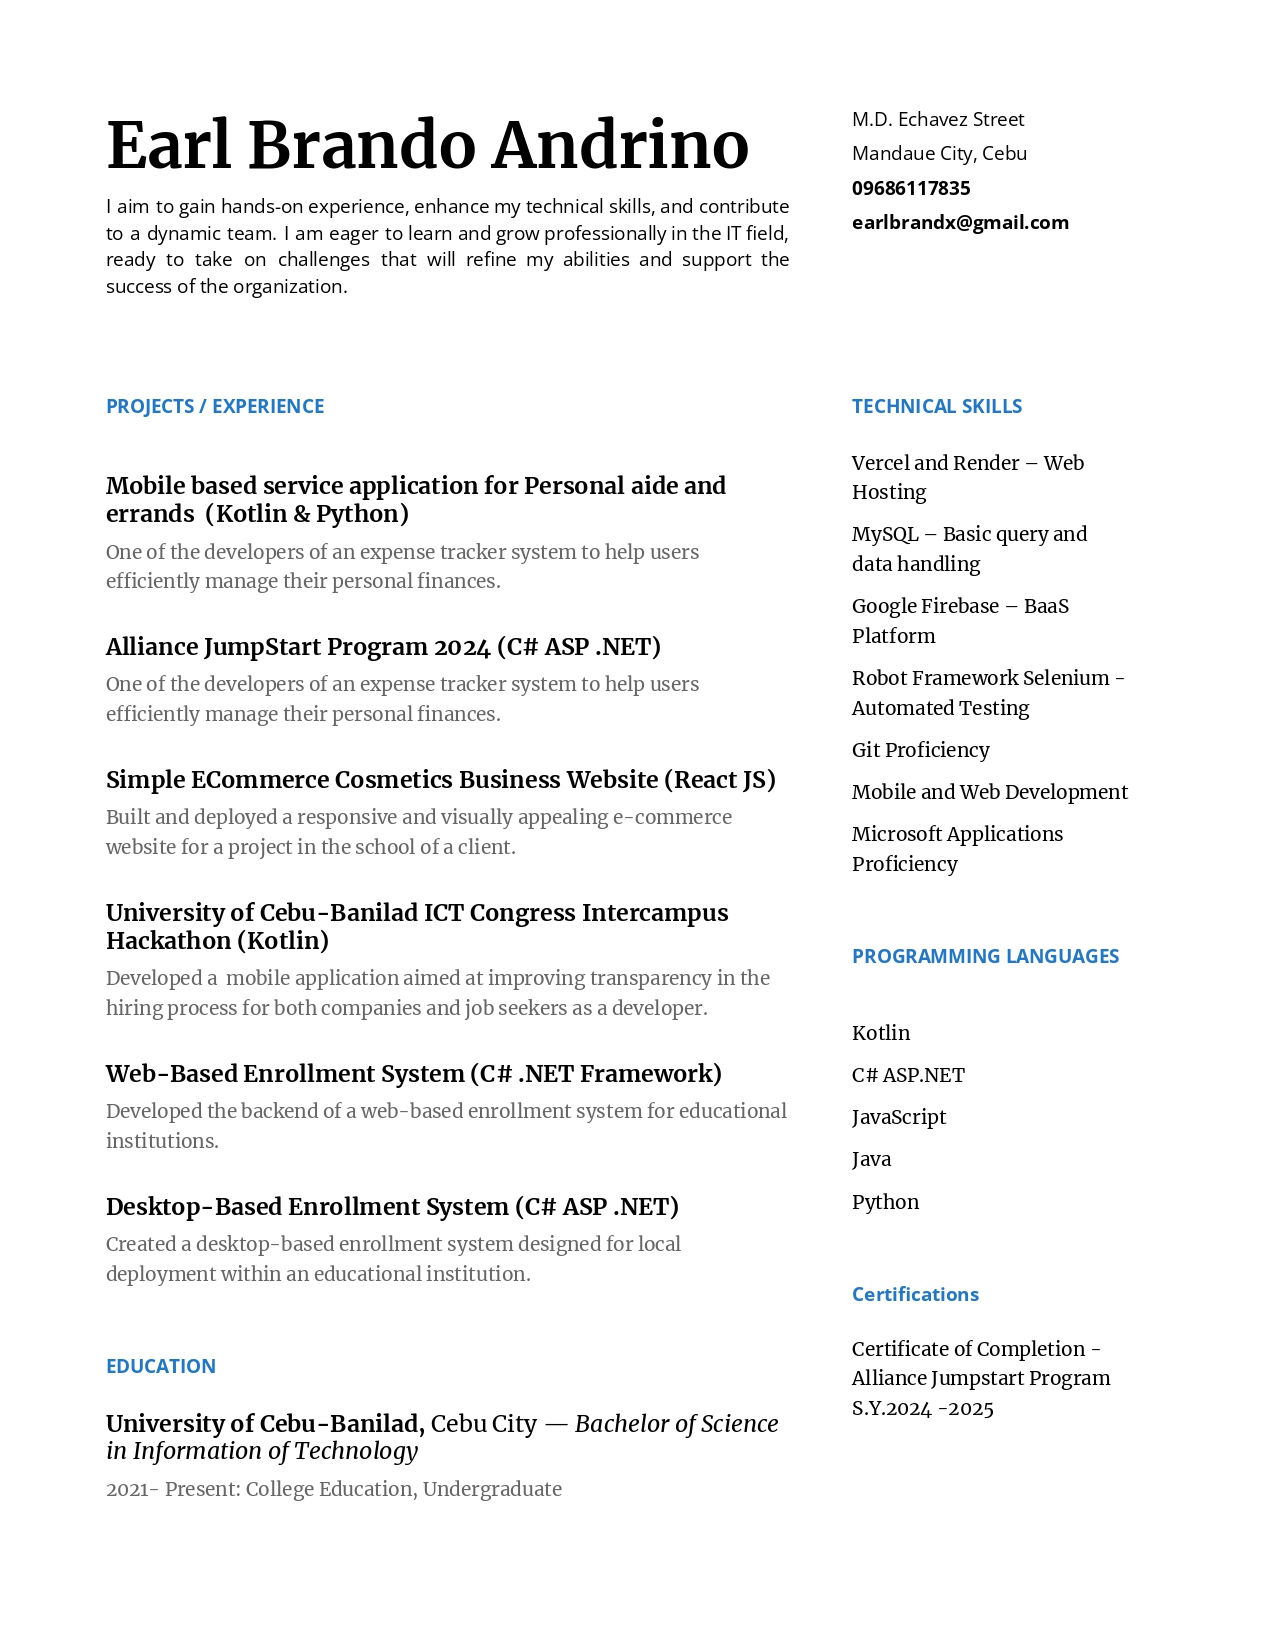 Earl Brando Andrino
I aim to gain hands-on experience, enhance my technical skills, and contribute
to a dynamic team. I am eager to learn and grow professionally in the IT field,
ready to take on challenges that will refine my abilities and support the
success of the organization.
M.D. Echavez Street
Mandaue City, Cebu
09686117835
earlbrandx@gmail.com
PROJECTS / EXPERIENCE
Mobile based service application for Personal aide and
errands  (Kotlin & Python)
One of the developers of an expense tracker system to help users
efficiently manage their personal finances.
Alliance JumpStart Program 2024 (C# ASP .NET)
One of the developers of an expense tracker system to help users
efficiently manage their personal finances.
Simple ECommerce Cosmetics Business Website (React JS)
Built and deployed a responsive and visually appealing e-commerce
website for a project in the school of a client.
University of Cebu-Banilad ICT Congress Intercampus
Hackathon (Kotlin)
Developed a  mobile application aimed at improving transparency in the
hiring process for both companies and job seekers as a developer.
Web-Based Enrollment System (C# .NET Framework)
Developed the backend of a web-based enrollment system for educational
institutions.
Desktop-Based Enrollment System (C# ASP .NET)
Created a desktop-based enrollment system designed for local
deployment within an educational institution.
EDUCATION
University of Cebu-Banilad, Cebu City — Bachelor of Science
in Information of Technology
2021- Present: College Education, Undergraduate
TECHNICAL SKILLS
Vercel and Render – Web
Hosting
MySQL – Basic query and
data handling
Google Firebase – BaaS
Platform
Robot Framework Selenium -
Automated Testing
Git Proficiency
Mobile and Web Development
Microsoft Applications
Proficiency
PROGRAMMING LANGUAGES
Kotlin
C# ASP.NET
JavaScript
Java
Python
Certifications
Certificate of Completion -
Alliance Jumpstart Program
S.Y.2024 -2025